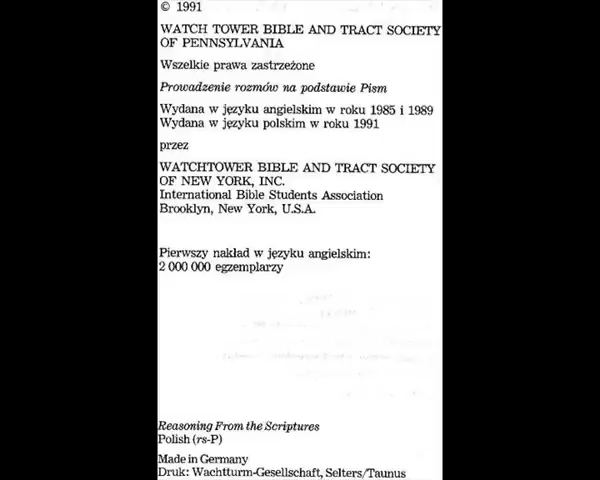 © 1991
WATCH TOWER BIBLE AND TRACT SOCIETY
OF PENNSYLVANIA
Wszelkie prawa zastrzeżone
Prowadzenie rozmów na podstawie Pism
Wydana w języku angielskim w roku 1985 i 1989
Wydana w języku polskim w roku 1991
przez
WATCHTOWER BIBLE AND TRACT SOCIETY
OF NEW YORK, INC.
International Bible Students Association
Brooklyn, New York, U.S.A.
Pierwszy nakład w języku angielskim:
2 000 000 egzemplarzy
Reasoning From the Scriptures
Polish (rs-P)
Made in Germany
Druk: Wachtturm-Gesellschaft, Selters/Taunus